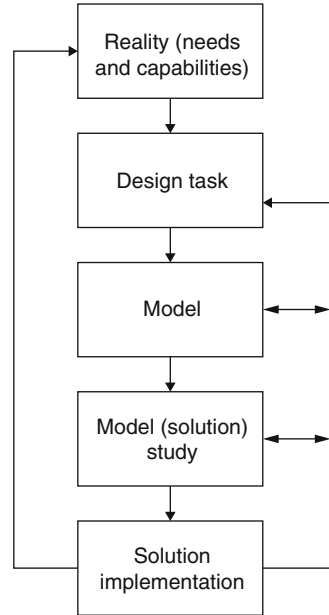 Reality (needs
and capabilities)
Design task
Model
Model (solution)
study
Solution
implementation